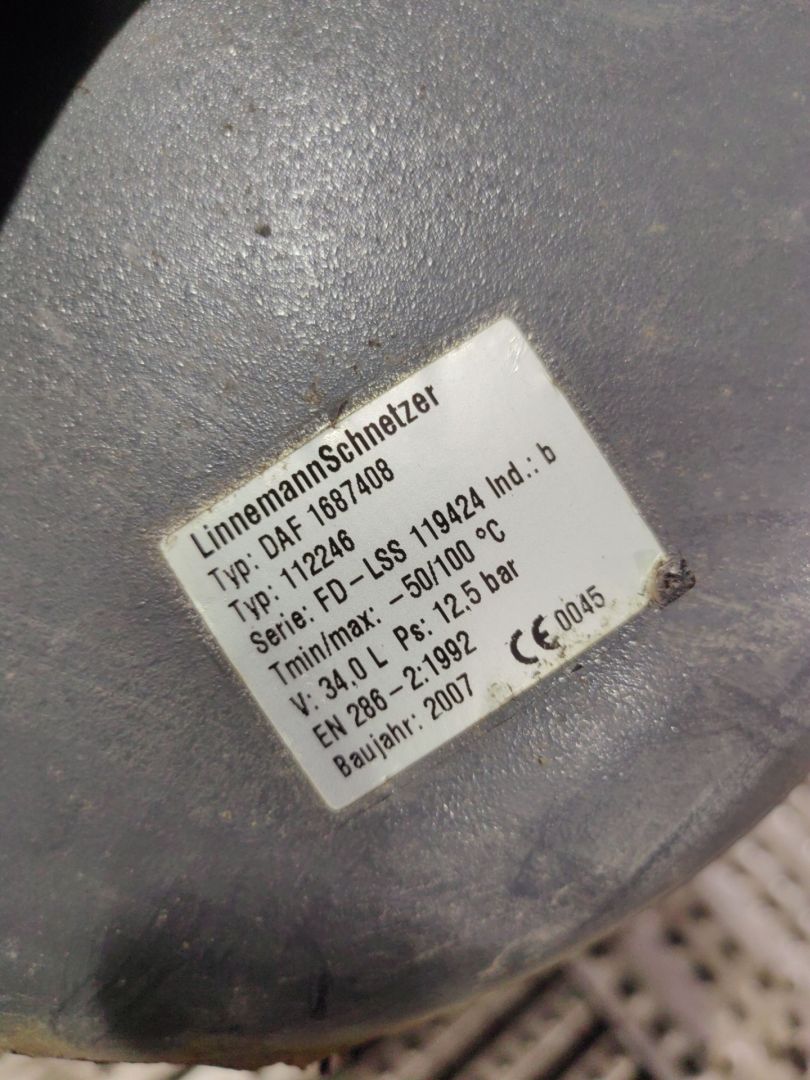 LinnemannSchnetzer
Typ: DAF 1687408
Typ: 112246
Serie: FD-LSS 119424 Ind.: b
Tmin/max: -50/100 °C
V: 34,0 L Ps: 12,5 bar
EN 286-2:1992 CE 0045
Baujahr: 2007